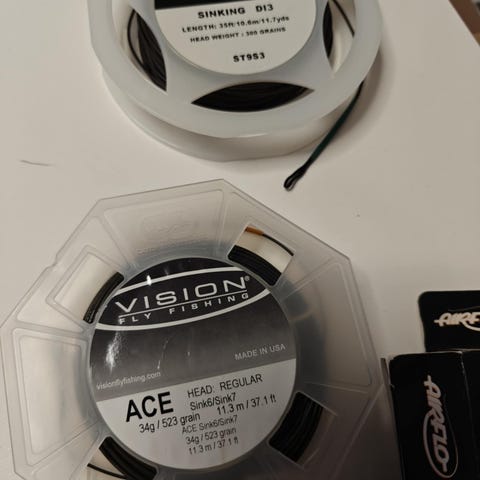 SINKING DI3
LENGTH: 35ft/10.6m/11.7yds
HEAD WEIGHT: 300 GRAINS
ST9S3
VISION
FLY FISHING
MADE IN USA
visionflyfishing.com
HEAD: REGULAR
ACE Sink6/Sink7
34g / 523 grain 11.3 m / 37.1 ft
ACE Sink6/Sink7
34g / 523 grain
11.3 m / 37.1 ft
AIRFLO
AIRFLO